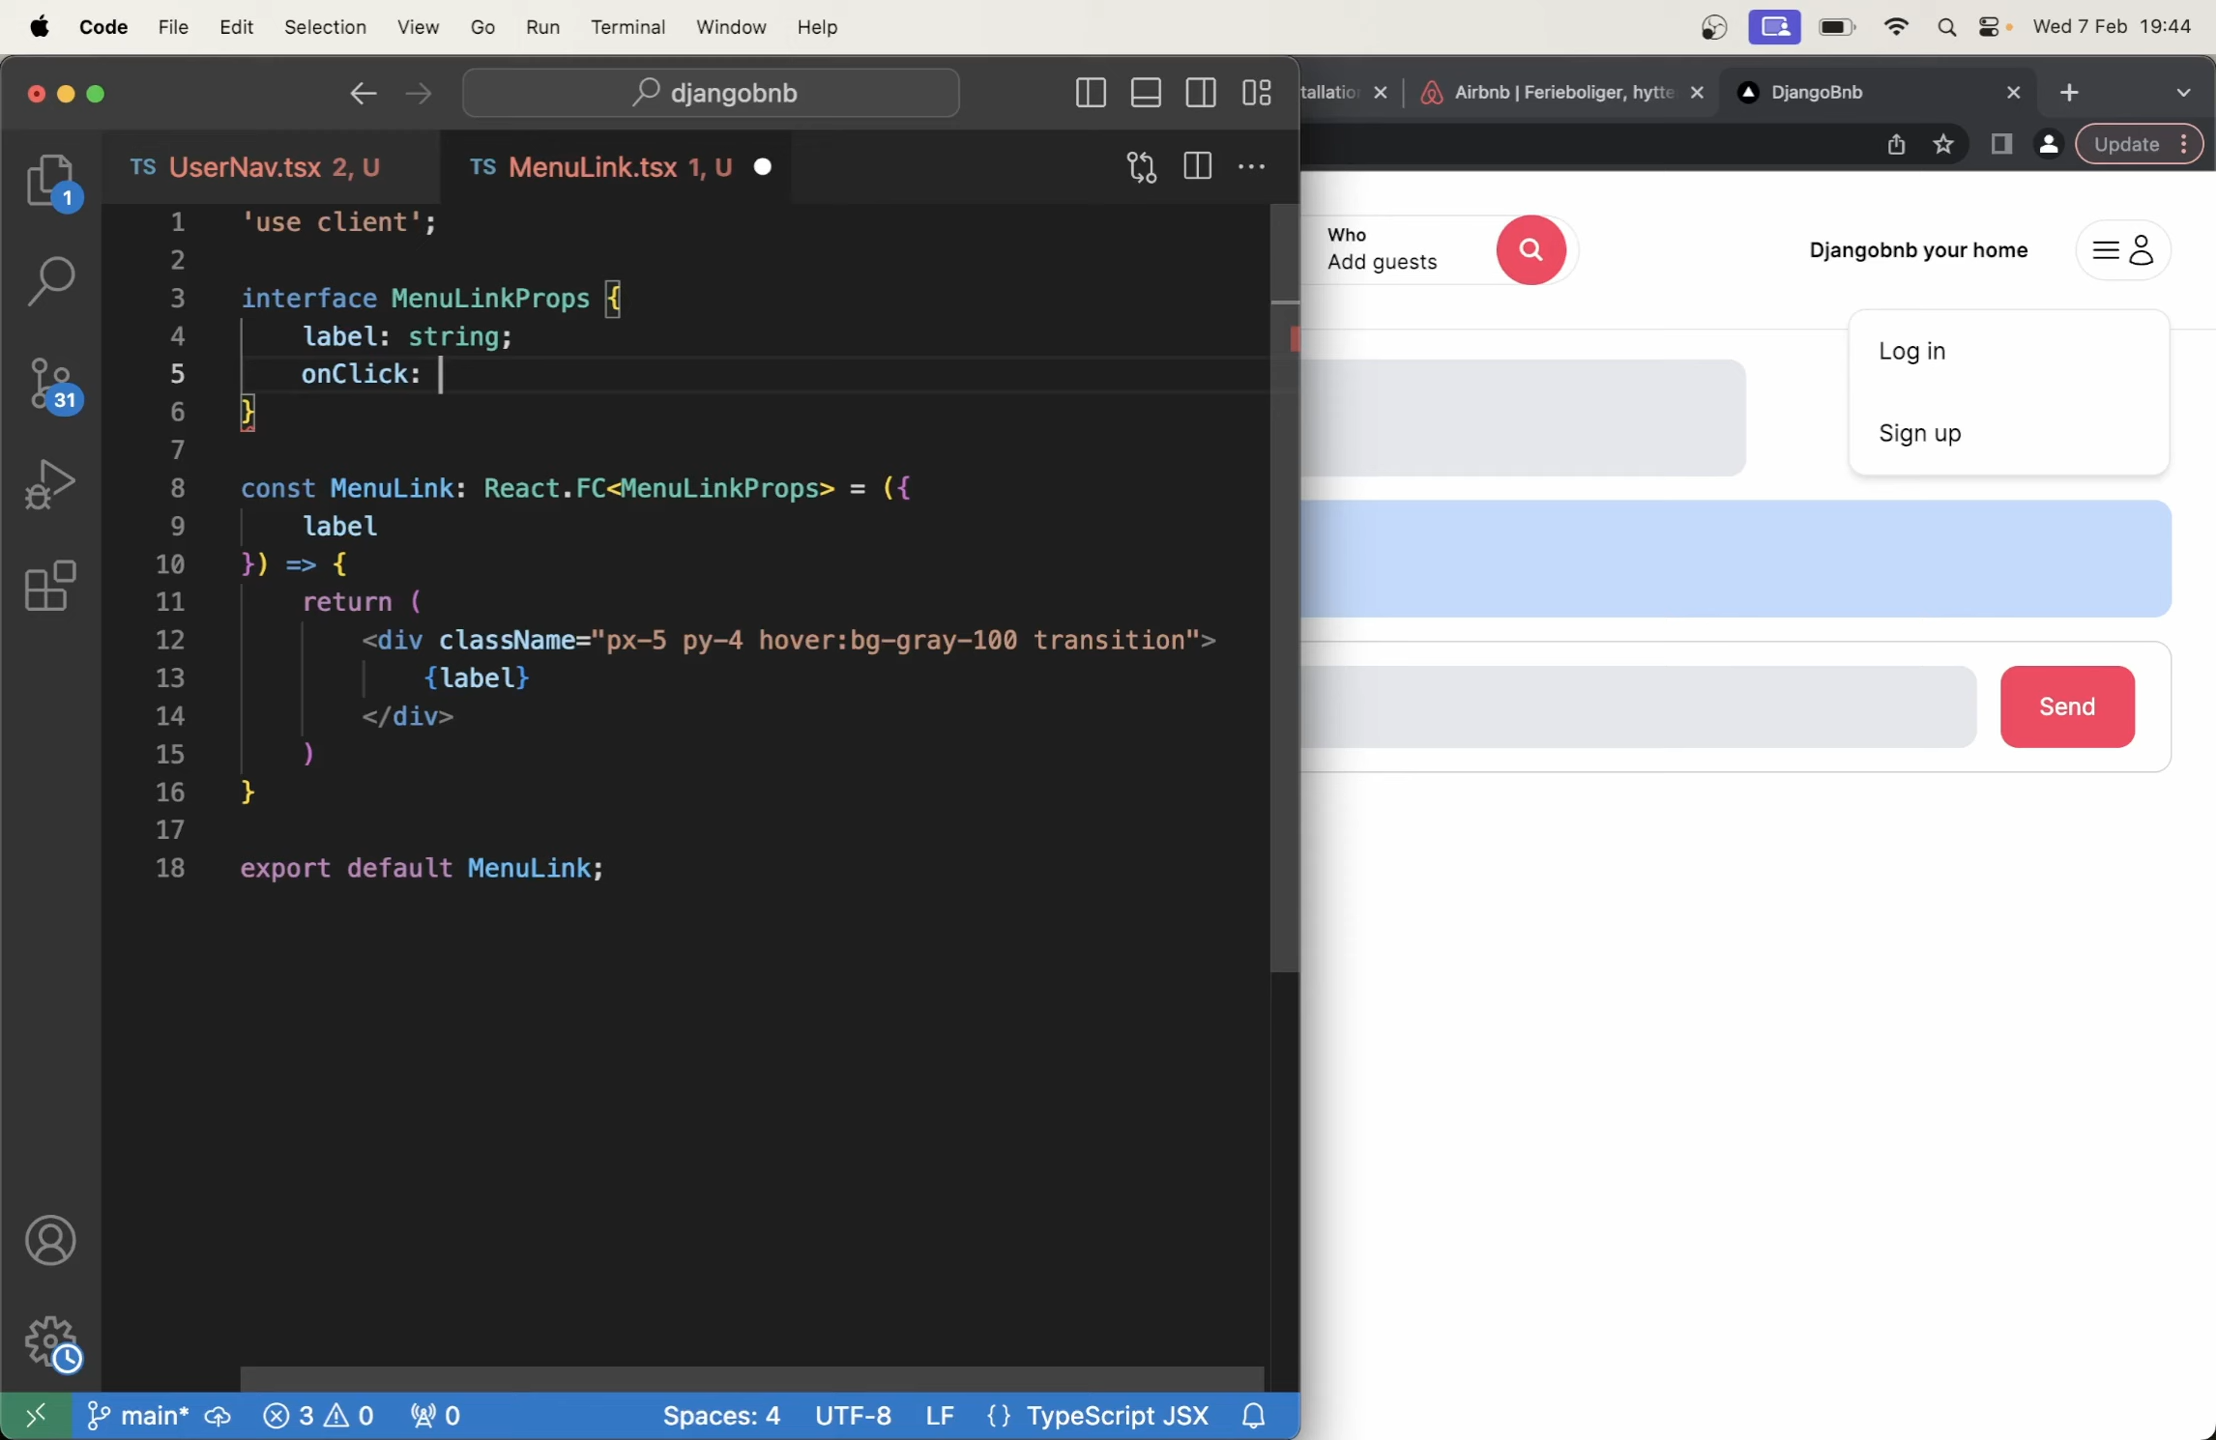 Code File Edit Selection View Go Run Terminal Window Help Wed 7 Feb 19:44
djangobnb
Airbnb | Ferieboliger, hytte DjangoBnb
Update
TS UserNav.tsx 2, U TS MenuLink.tsx 1, U
1 'use client';
2
3 interface MenuLinkProps {
4 label: string;
5 onClick:
6 }
7
8 const MenuLink: React.FC<MenuLinkProps> = ({
9 label
10 }) => {
11 return (
12 <div className="px-5 py-4 hover:bg-gray-100 transition">
13 {label}
14 </div>
15 )
16 }
17
18 export default MenuLink;
1
31
Who
Add guests
Djangobnb your home
Log in
Sign up
Send
main* 3 0 0 Spaces: 4 UTF-8 LF {} TypeScript JSX